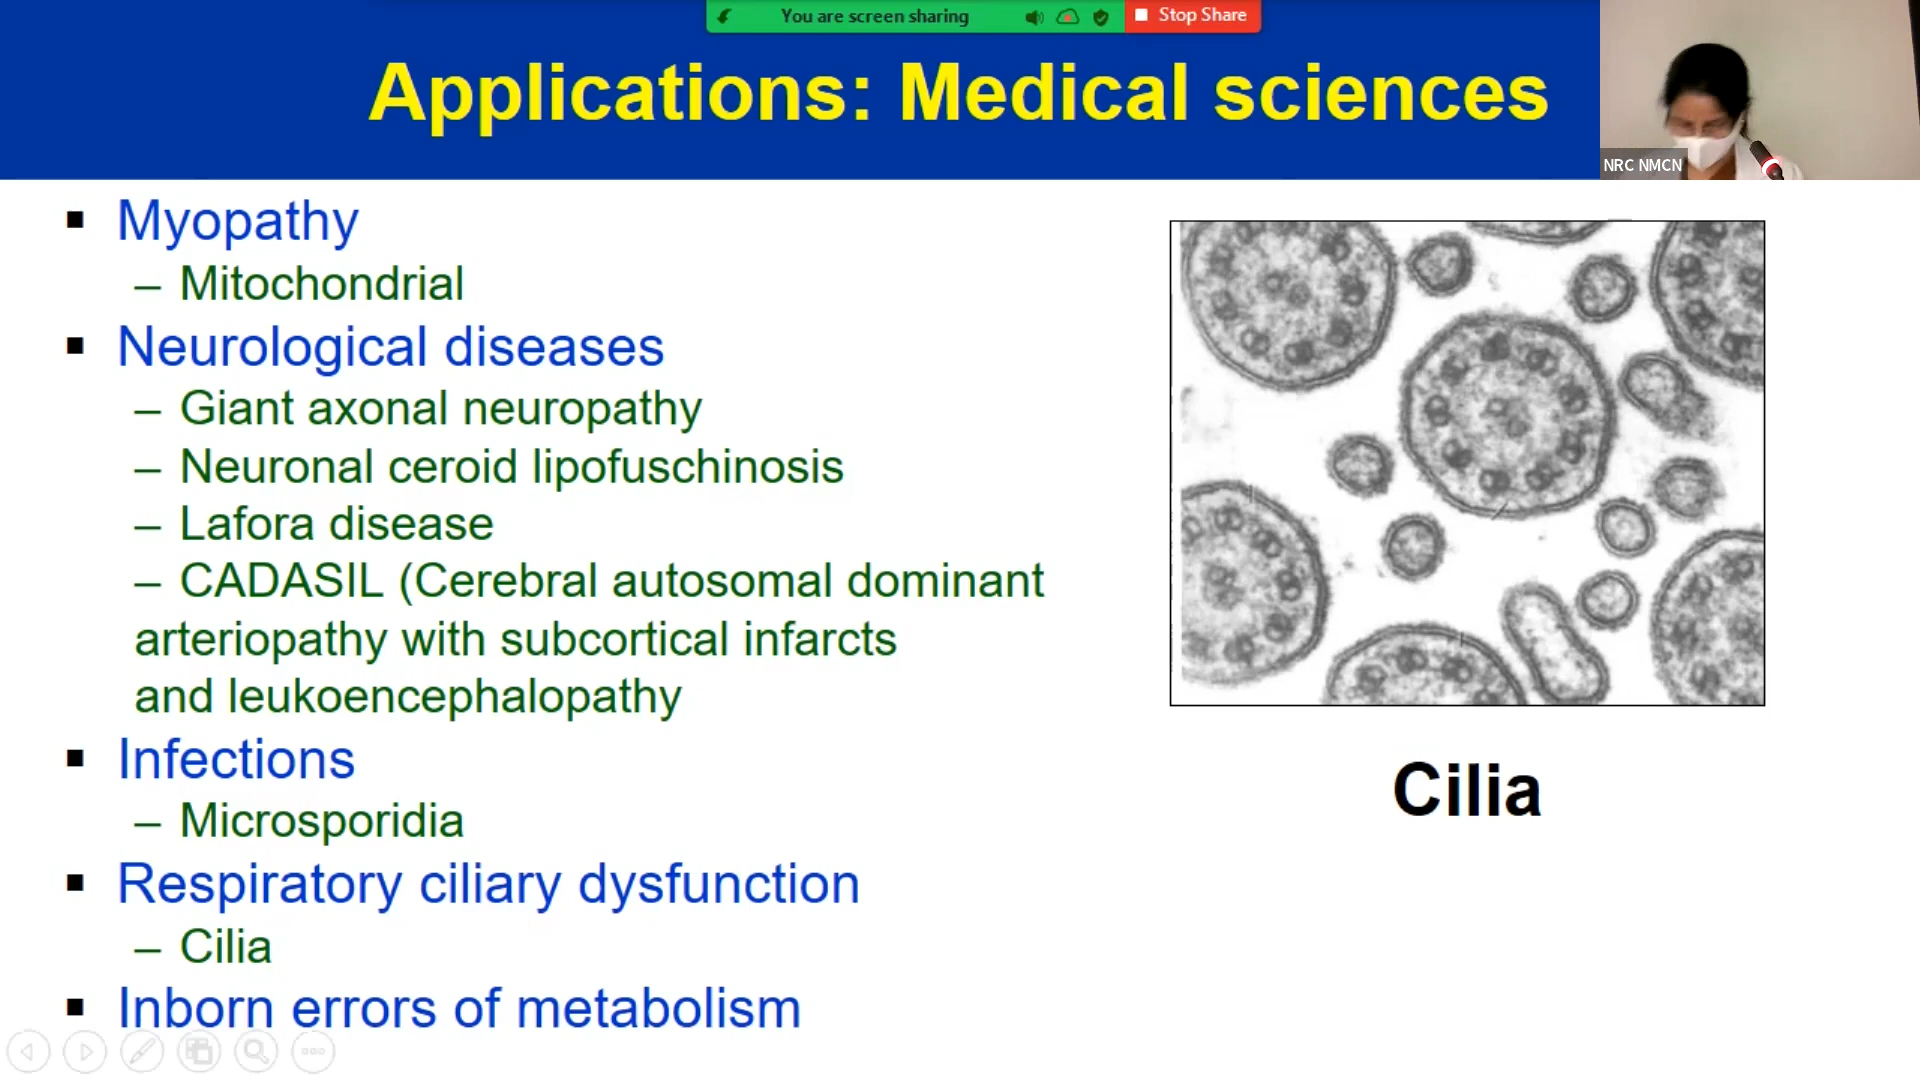 You are screen sharing
Stop Share
Applications: Medical sciences
NRC NMCN
▪ Myopathy
– Mitochondrial
▪ Neurological diseases
– Giant axonal neuropathy
– Neuronal ceroid lipofuschinosis
– Lafora disease
– CADASIL (Cerebral autosomal dominant
arteriopathy with subcortical infarcts
and leukoencephalopathy
▪ Infections
– Microsporidia
▪ Respiratory ciliary dysfunction
– Cilia
▪ Inborn errors of metabolism
Cilia